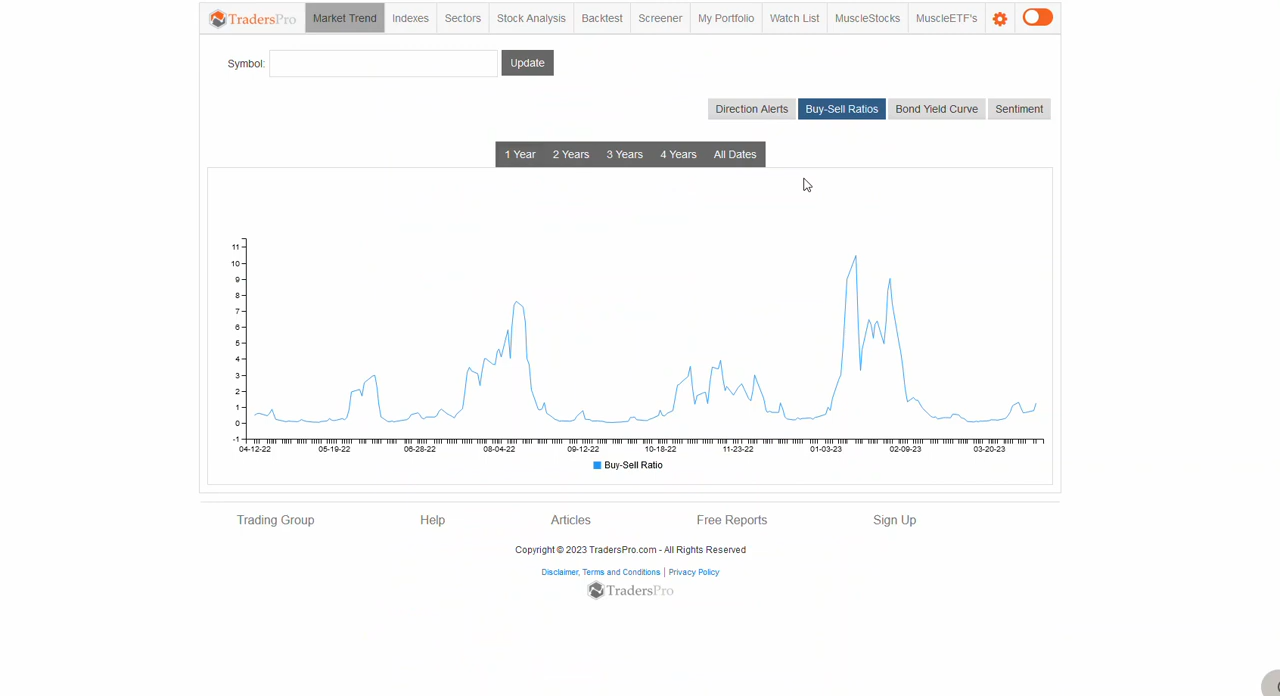 TradersPro Market Trend Indexes Sectors Stock Analysis Backtest Screener My Portfolio Watch List MuscleStocks MuscleETF's
Symbol: Update
Direction Alerts Buy-Sell Ratios Bond Yield Curve Sentiment
1 Year 2 Years 3 Years 4 Years All Dates
11
10
9
8
7
6
5
4
3
2
1
0
-1
04-12-22 05-19-22 06-28-22 08-04-22 09-12-22 10-18-22 11-23-22 01-03-23 02-09-23 03-20-23
Buy-Sell Ratio
Trading Group Help Articles Free Reports Sign Up
Copyright © 2023 TradersPro.com - All Rights Reserved
Disclaimer, Terms and Conditions | Privacy Policy
TradersPro